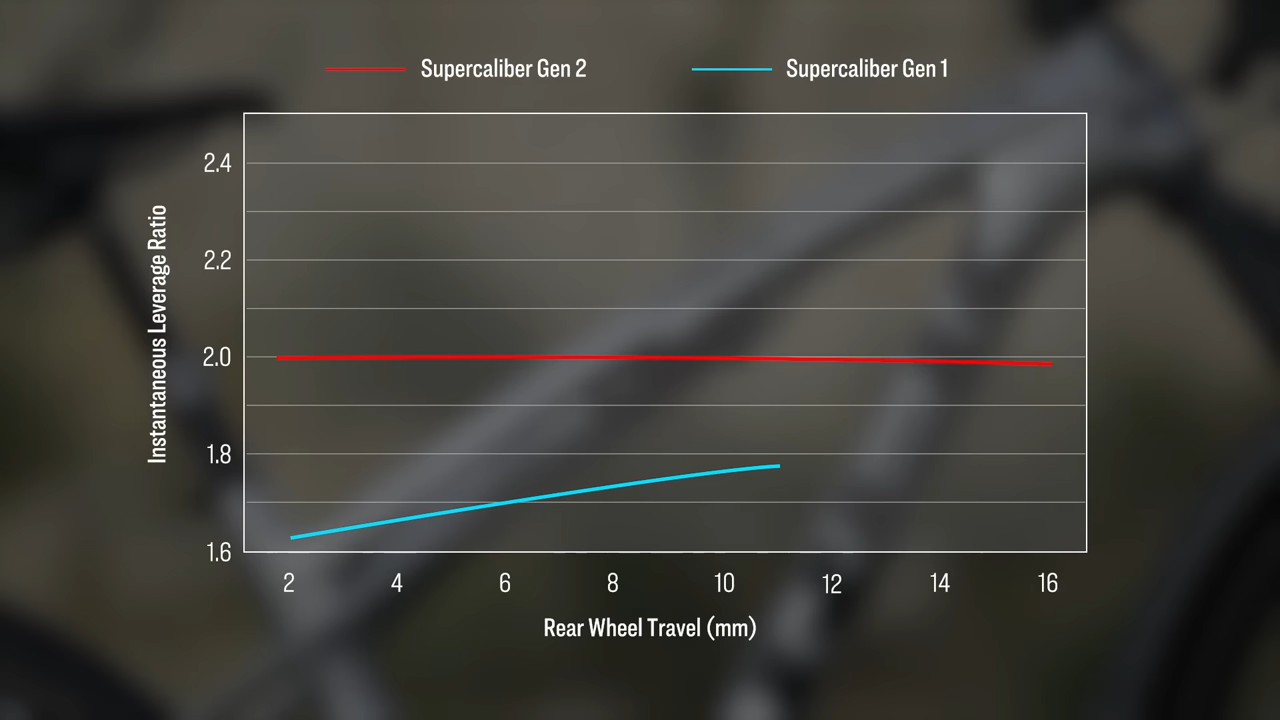 Supercaliber Gen 2
Supercaliber Gen 1
Instantaneous Leverage Ratio
2.4
2.2
2.0
1.8
1.6
2 4 6 8 10 12 14 16
Rear Wheel Travel (mm)